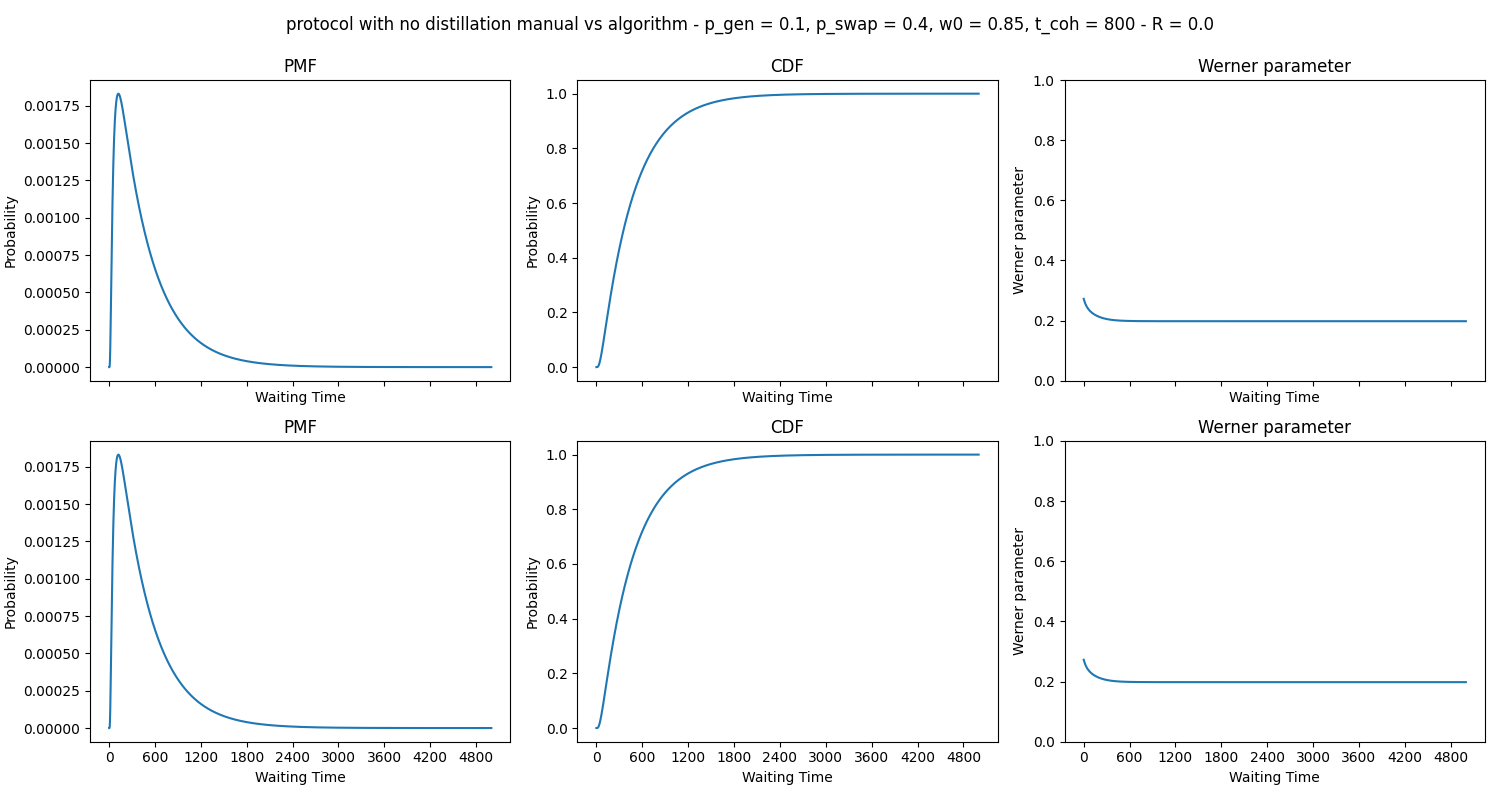 protocol with no distillation manual vs algorithm - p_gen = 0.1, p_swap = 0.4, w0 = 0.85, t_coh = 800 - R = 0.0
PMF
0.00175
0.00150
0.00125
0.00100
0.00075
0.00050
0.00025
0.00000
Probability
Waiting Time
CDF
1.0
0.8
0.6
0.4
0.2
0.0
Probability
Waiting Time
Werner parameter
1.0
0.8
0.6
0.4
0.2
0.0
Werner parameter
Waiting Time
PMF
0.00175
0.00150
0.00125
0.00100
0.00075
0.00050
0.00025
0.00000
Probability
0 600 1200 1800 2400 3000 3600 4200 4800
Waiting Time
CDF
1.0
0.8
0.6
0.4
0.2
0.0
Probability
0 600 1200 1800 2400 3000 3600 4200 4800
Waiting Time
Werner parameter
1.0
0.8
0.6
0.4
0.2
0.0
Werner parameter
0 600 1200 1800 2400 3000 3600 4200 4800
Waiting Time